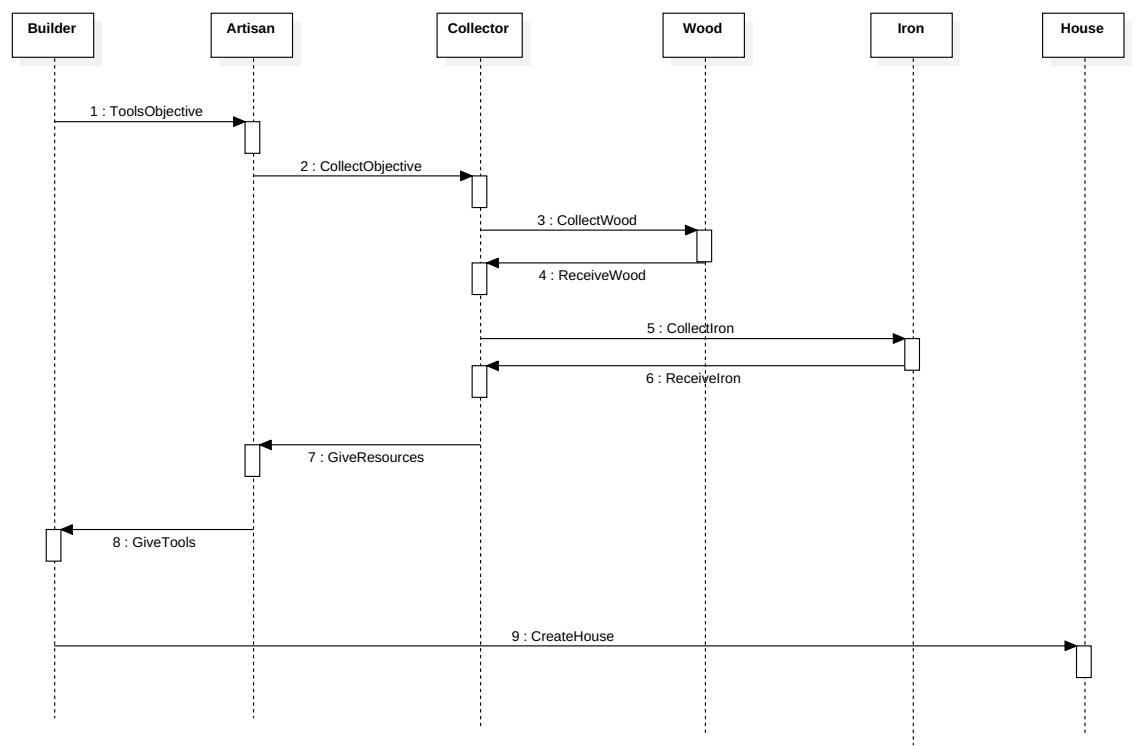 Builder
Artisan
Collector
Wood
Iron
House
1 : ToolsObjective
2 : CollectObjective
3 : CollectWood
4 : ReceiveWood
5 : CollectIron
6 : ReceiveIron
7 : GiveResources
8 : GiveTools
9 : CreateHouse